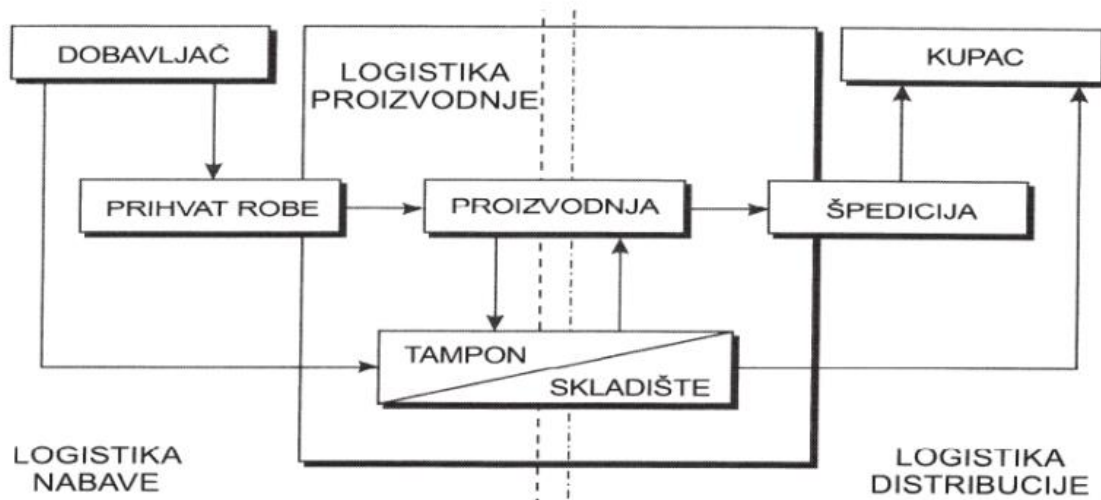 DOBAVLJAČ
LOGISTIKA
PROIZVODNJE
KUPAC
PRIHVAT ROBE
PROIZVODNJA
ŠPEDICIJA
TAMPON
SKLADIŠTE
LOGISTIKA
NABAVE
LOGISTIKA
DISTRIBUCIJE